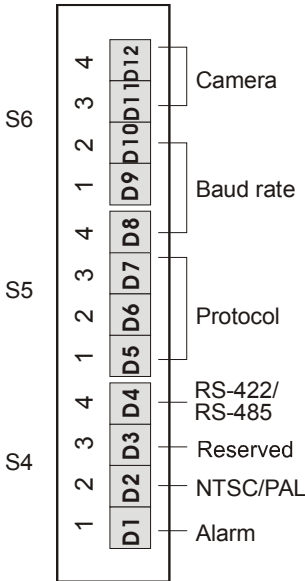 4 D12
Camera
3 D11
S6
2 D10
1 D9
Baud rate
4 D8
3 D7
S5
2 D6
Protocol
1 D5
4 D4
RS-422/
RS-485
3 D3
Reserved
S4
2 D2
NTSC/PAL
1 D1
Alarm